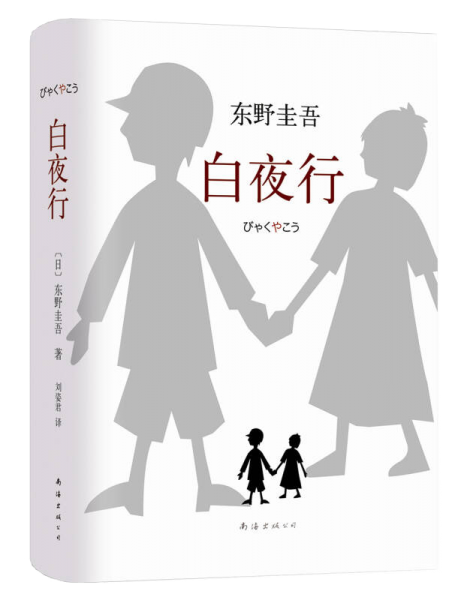 びゃくやこう
白夜行
〔日〕东野圭吾 著
刘姿君 译
南海出版公司
东野圭吾
白夜行
びゃくやこう
南海出版公司